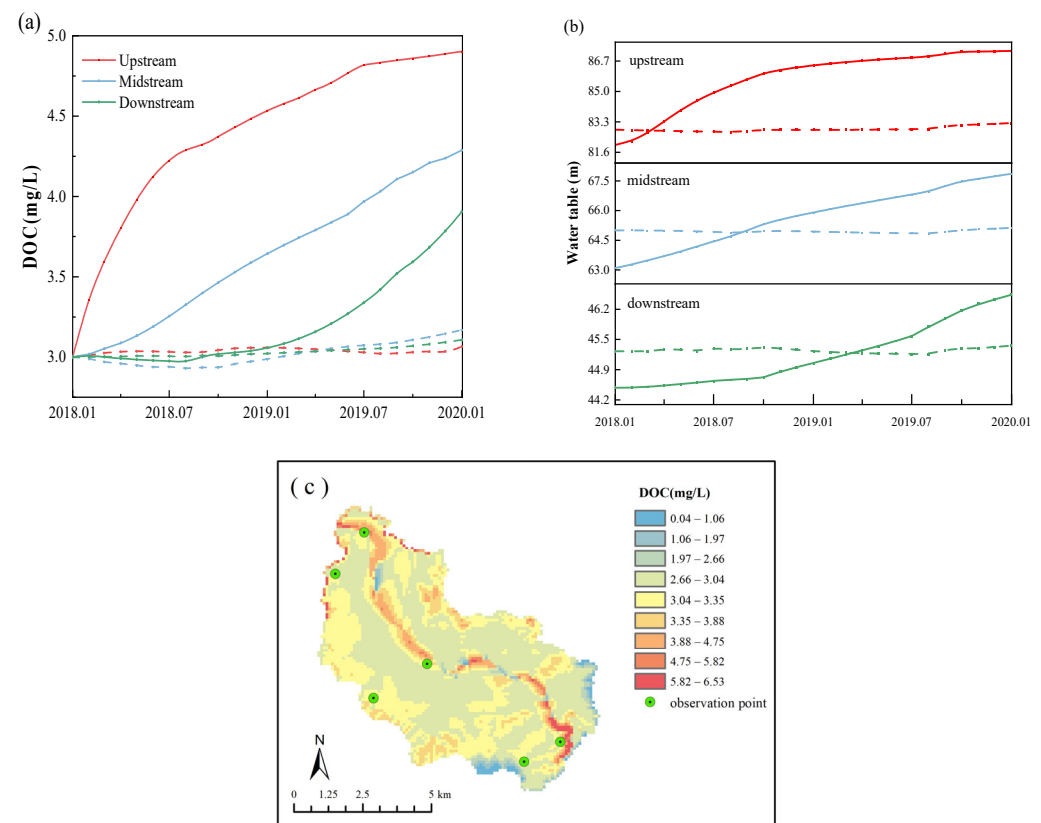 (a)
5.0
4.5
4.0
3.5
3.0
DOC(mg/L)
Upstream
Midstream
Downstream
2018.01 2018.07 2019.01 2019.07 2020.01
(b)
Water table (m)
upstream
86.7
85.0
83.3
81.6
midstream
67.5
66.0
64.5
63.0
downstream
46.2
45.5
44.9
44.2
2018.01 2018.07 2019.01 2019.07 2020.01
( c )
DOC(mg/L)
0.04 – 1.06
1.06 – 1.97
1.97 – 2.66
2.66 – 3.04
3.04 – 3.35
3.35 – 3.88
3.88 – 4.75
4.75 – 5.82
5.82 – 6.53
observation point
N
0 1.25 2.5 5 km